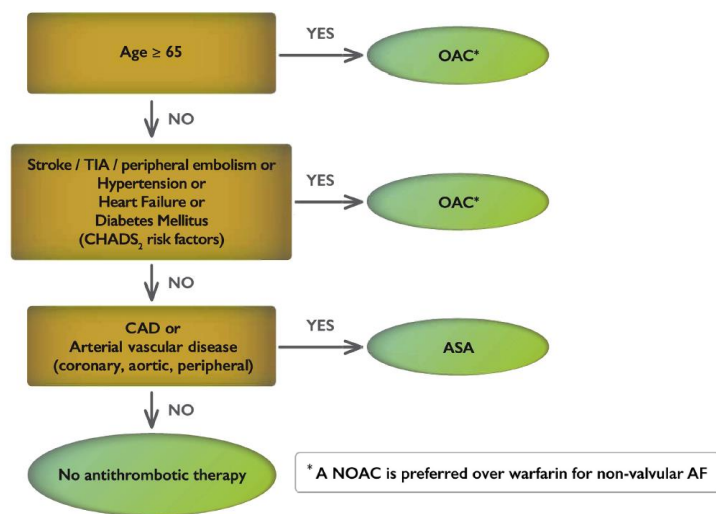 Age ≥ 65
YES
OAC*
NO
Stroke / TIA / peripheral embolism or
Hypertension or
Heart Failure or
Diabetes Mellitus
(CHADS₂ risk factors)
YES
OAC*
NO
CAD or
Arterial vascular disease
(coronary, aortic, peripheral)
YES
ASA
NO
No antithrombotic therapy
* A NOAC is preferred over warfarin for non-valvular AF